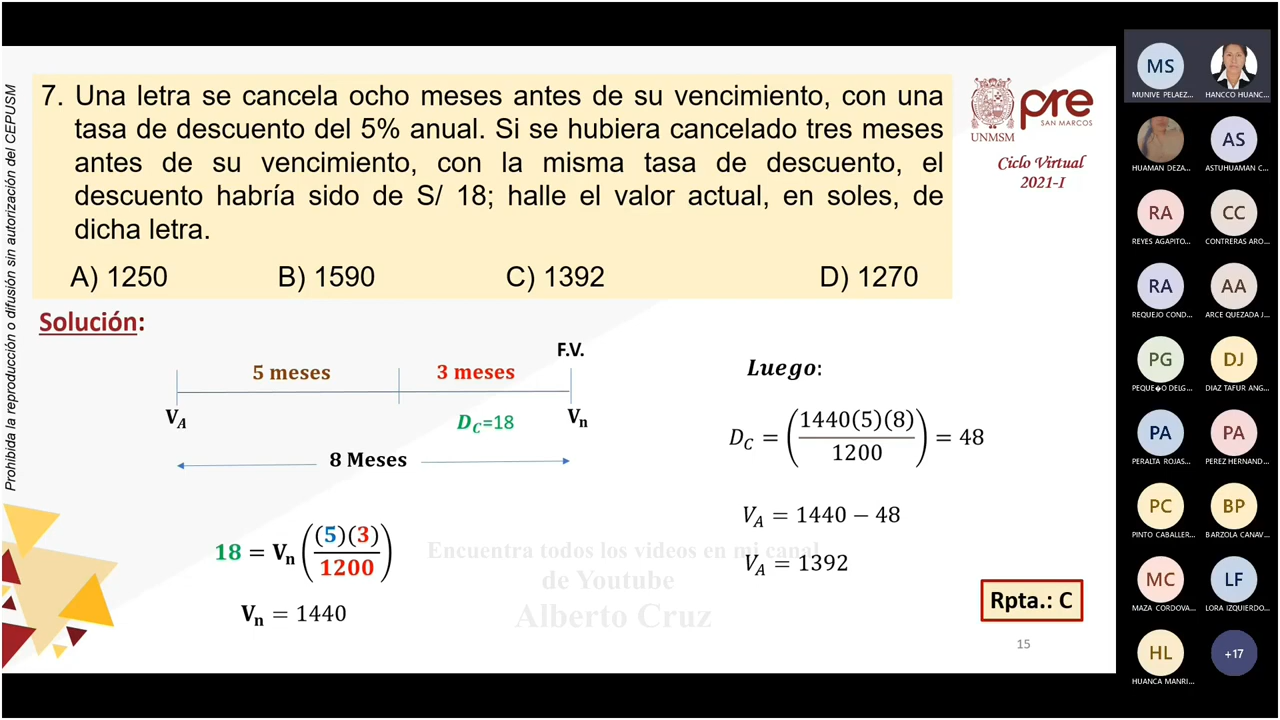 Prohibida la reproducción o difusión sin autorización del CEPUSM
7. Una letra se cancela ocho meses antes de su vencimiento, con una
tasa de descuento del 5% anual. Si se hubiera cancelado tres meses
antes de su vencimiento, con la misma tasa de descuento, el
descuento habría sido de S/ 18; halle el valor actual, en soles, de
dicha letra.
A) 1250 B) 1590 C) 1392 D) 1270
UNMSM
pre
SAN MARCOS
Ciclo Virtual
2021-I
Solución:
F.V.
5 meses 3 meses
V_A D_C=18 V_n
8 Meses
18 = V_n ((5)(3)/1200)
V_n = 1440
Luego:
D_C = (1440(5)(8)/1200) = 48
V_A = 1440 − 48
V_A = 1392
Rpta.: C
Encuentra todos los videos en mi canal
de Youtube
Alberto Cruz
15
MS
MUNIVE PELAEZ...
HANCCO HUANC...
HUAMAN DEZA...
AS
ASTUHUAMAN C...
RA
REYES AGAPITO...
CC
CONTRERAS ARO...
RA
REQUEJO COND...
AA
ARCE QUEZADA J...
PG
PEQUE�O DELG...
DJ
DIAZ TAFUR ANG...
PA
PERALTA ROJAS...
PA
PEREZ HERNAND...
PC
PINTO CABALLER...
BP
BARZOLA CANAV...
MC
MAZA CORDOVA...
LF
LORA IZQUIERDO...
HL
HUANCA MANRI...
+17